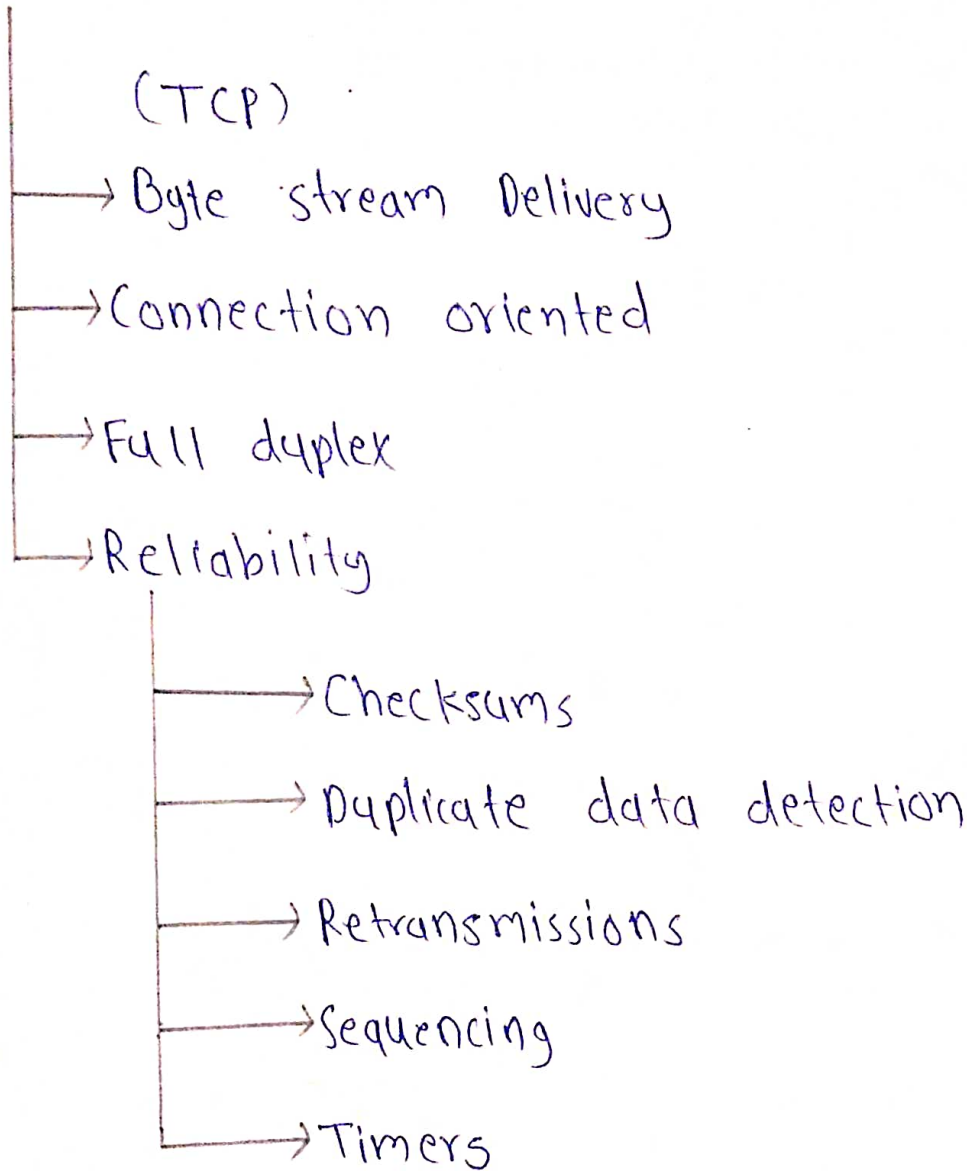 (TCP)
Byte stream Delivery
Connection oriented
Full duplex
Reliability
Checksums
Duplicate data detection
Retransmissions
Sequencing
Timers